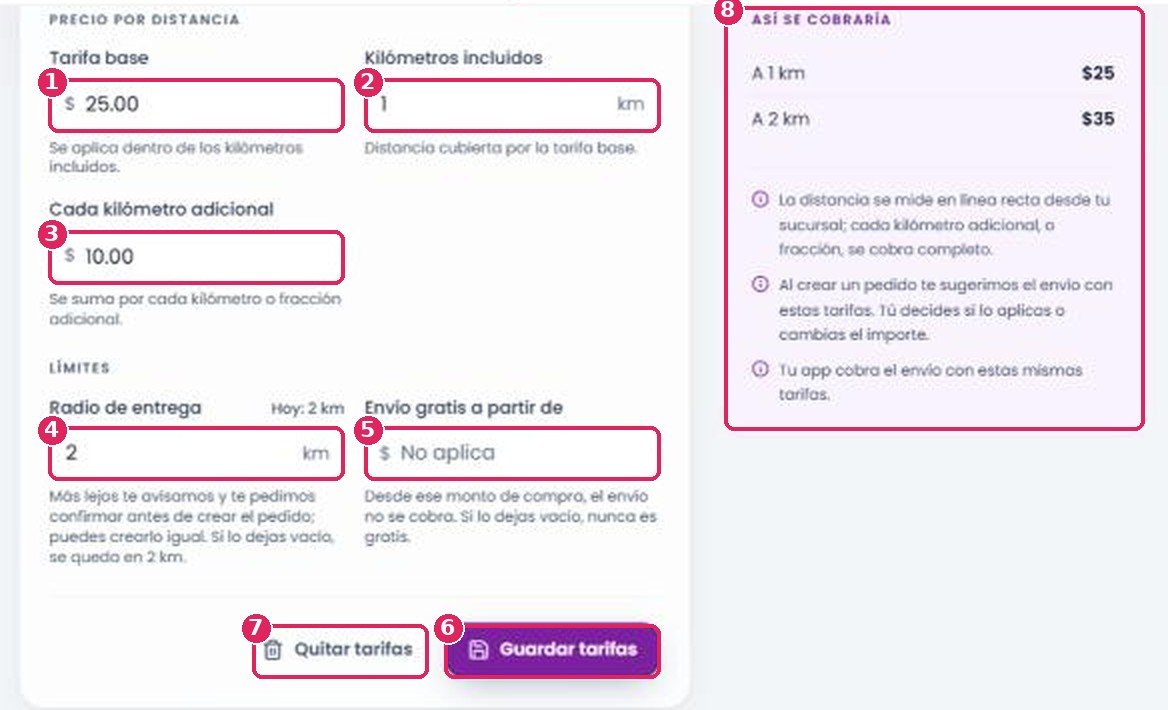 PRECIO POR DISTANCIA
Tarifa base
1
$ 25.00
Se aplica dentro de los kilómetros
incluidos.
Kilómetros incluidos
2
1 km
Distancia cubierta por la tarifa base.
Cada kilómetro adicional
3
$ 10.00
Se suma por cada kilómetro o fracción
adicional.
LÍMITES
Radio de entrega Hoy: 2 km
4
2 km
Más lejos te avisamos y te pedimos
confirmar antes de crear el pedido;
puedes crearlo igual. Si lo dejas vacío,
se queda en 2 km.
Envío gratis a partir de
5
$ No aplica
Desde ese monto de compra, el envío
no se cobra. Si lo dejas vacío, nunca es
gratis.
7
Quitar tarifas
6
Guardar tarifas
8
ASÍ SE COBRARÍA
A 1 km $25
A 2 km $35
La distancia se mide en línea recta desde tu
sucursal; cada kilómetro adicional, o
fracción, se cobra completo.
Al crear un pedido te sugerimos el envío con
estas tarifas. Tú decides si lo aplicas o
cambias el importe.
Tu app cobra el envío con estas mismas
tarifas.